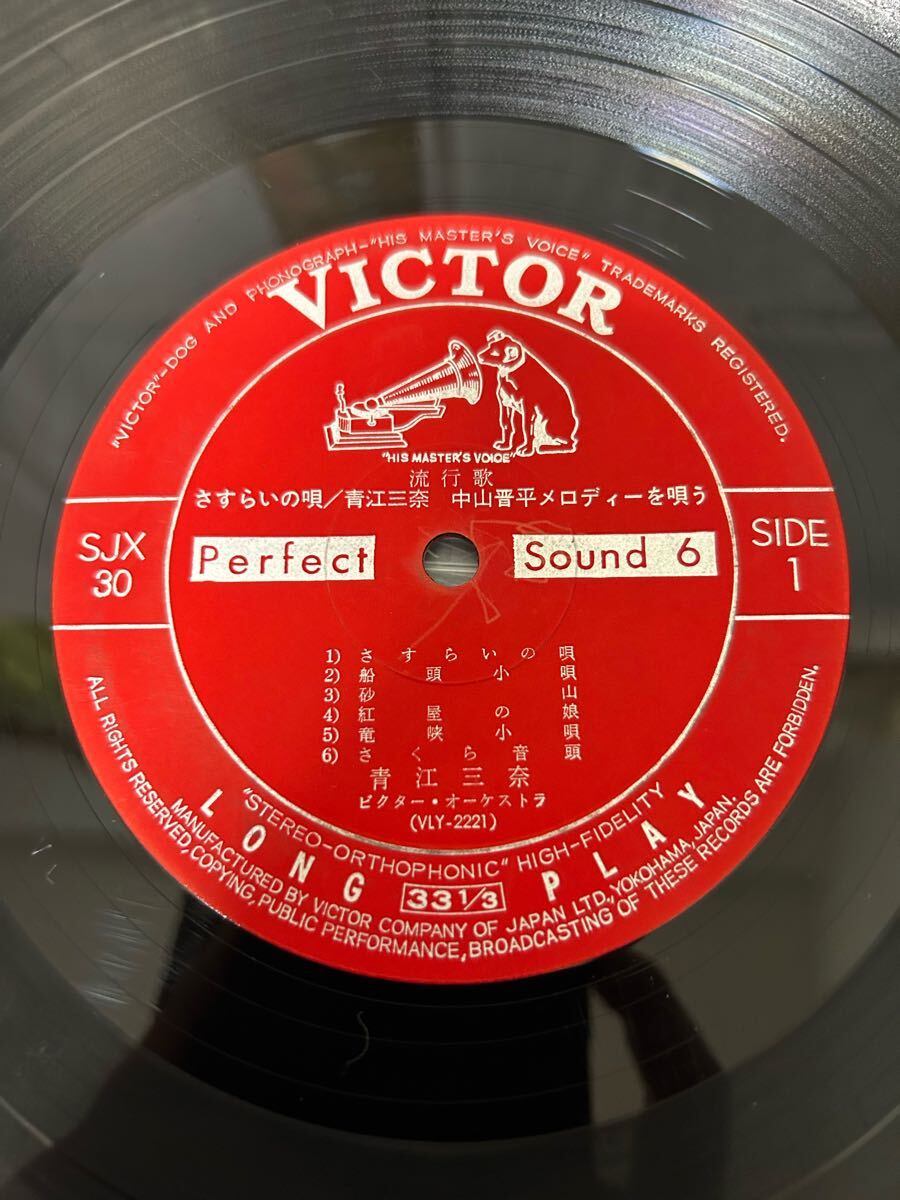 "VICTOR"-DOG AND PHONOGRAPH-"HIS MASTER'S VOICE" TRADEMARKS REGISTERED.
VICTOR
"HIS MASTER'S VOICE"
流行歌
さすらいの唄/青江三奈 中山晋平メロディーを唄う
SJX
30
Perfect Sound 6
SIDE
1
1) さすらいの唄
2) 船頭小唄
3) 砂山
4) 紅屋の娘
5) 竜峡小唄
6) さくら音頭
青江三奈
ビクター・オーケストラ
(VLY-2221)
"STEREO-ORTHOPHONIC" HIGH-FIDELITY
LONG 33 1/3 PLAY
MANUFACTURED BY VICTOR COMPANY OF JAPAN LTD., YOKOHAMA, JAPAN.
ALL RIGHTS RESERVED, COPYING, PUBLIC PERFORMANCE, BROADCASTING OF THESE RECORDS ARE FORBIDDEN.